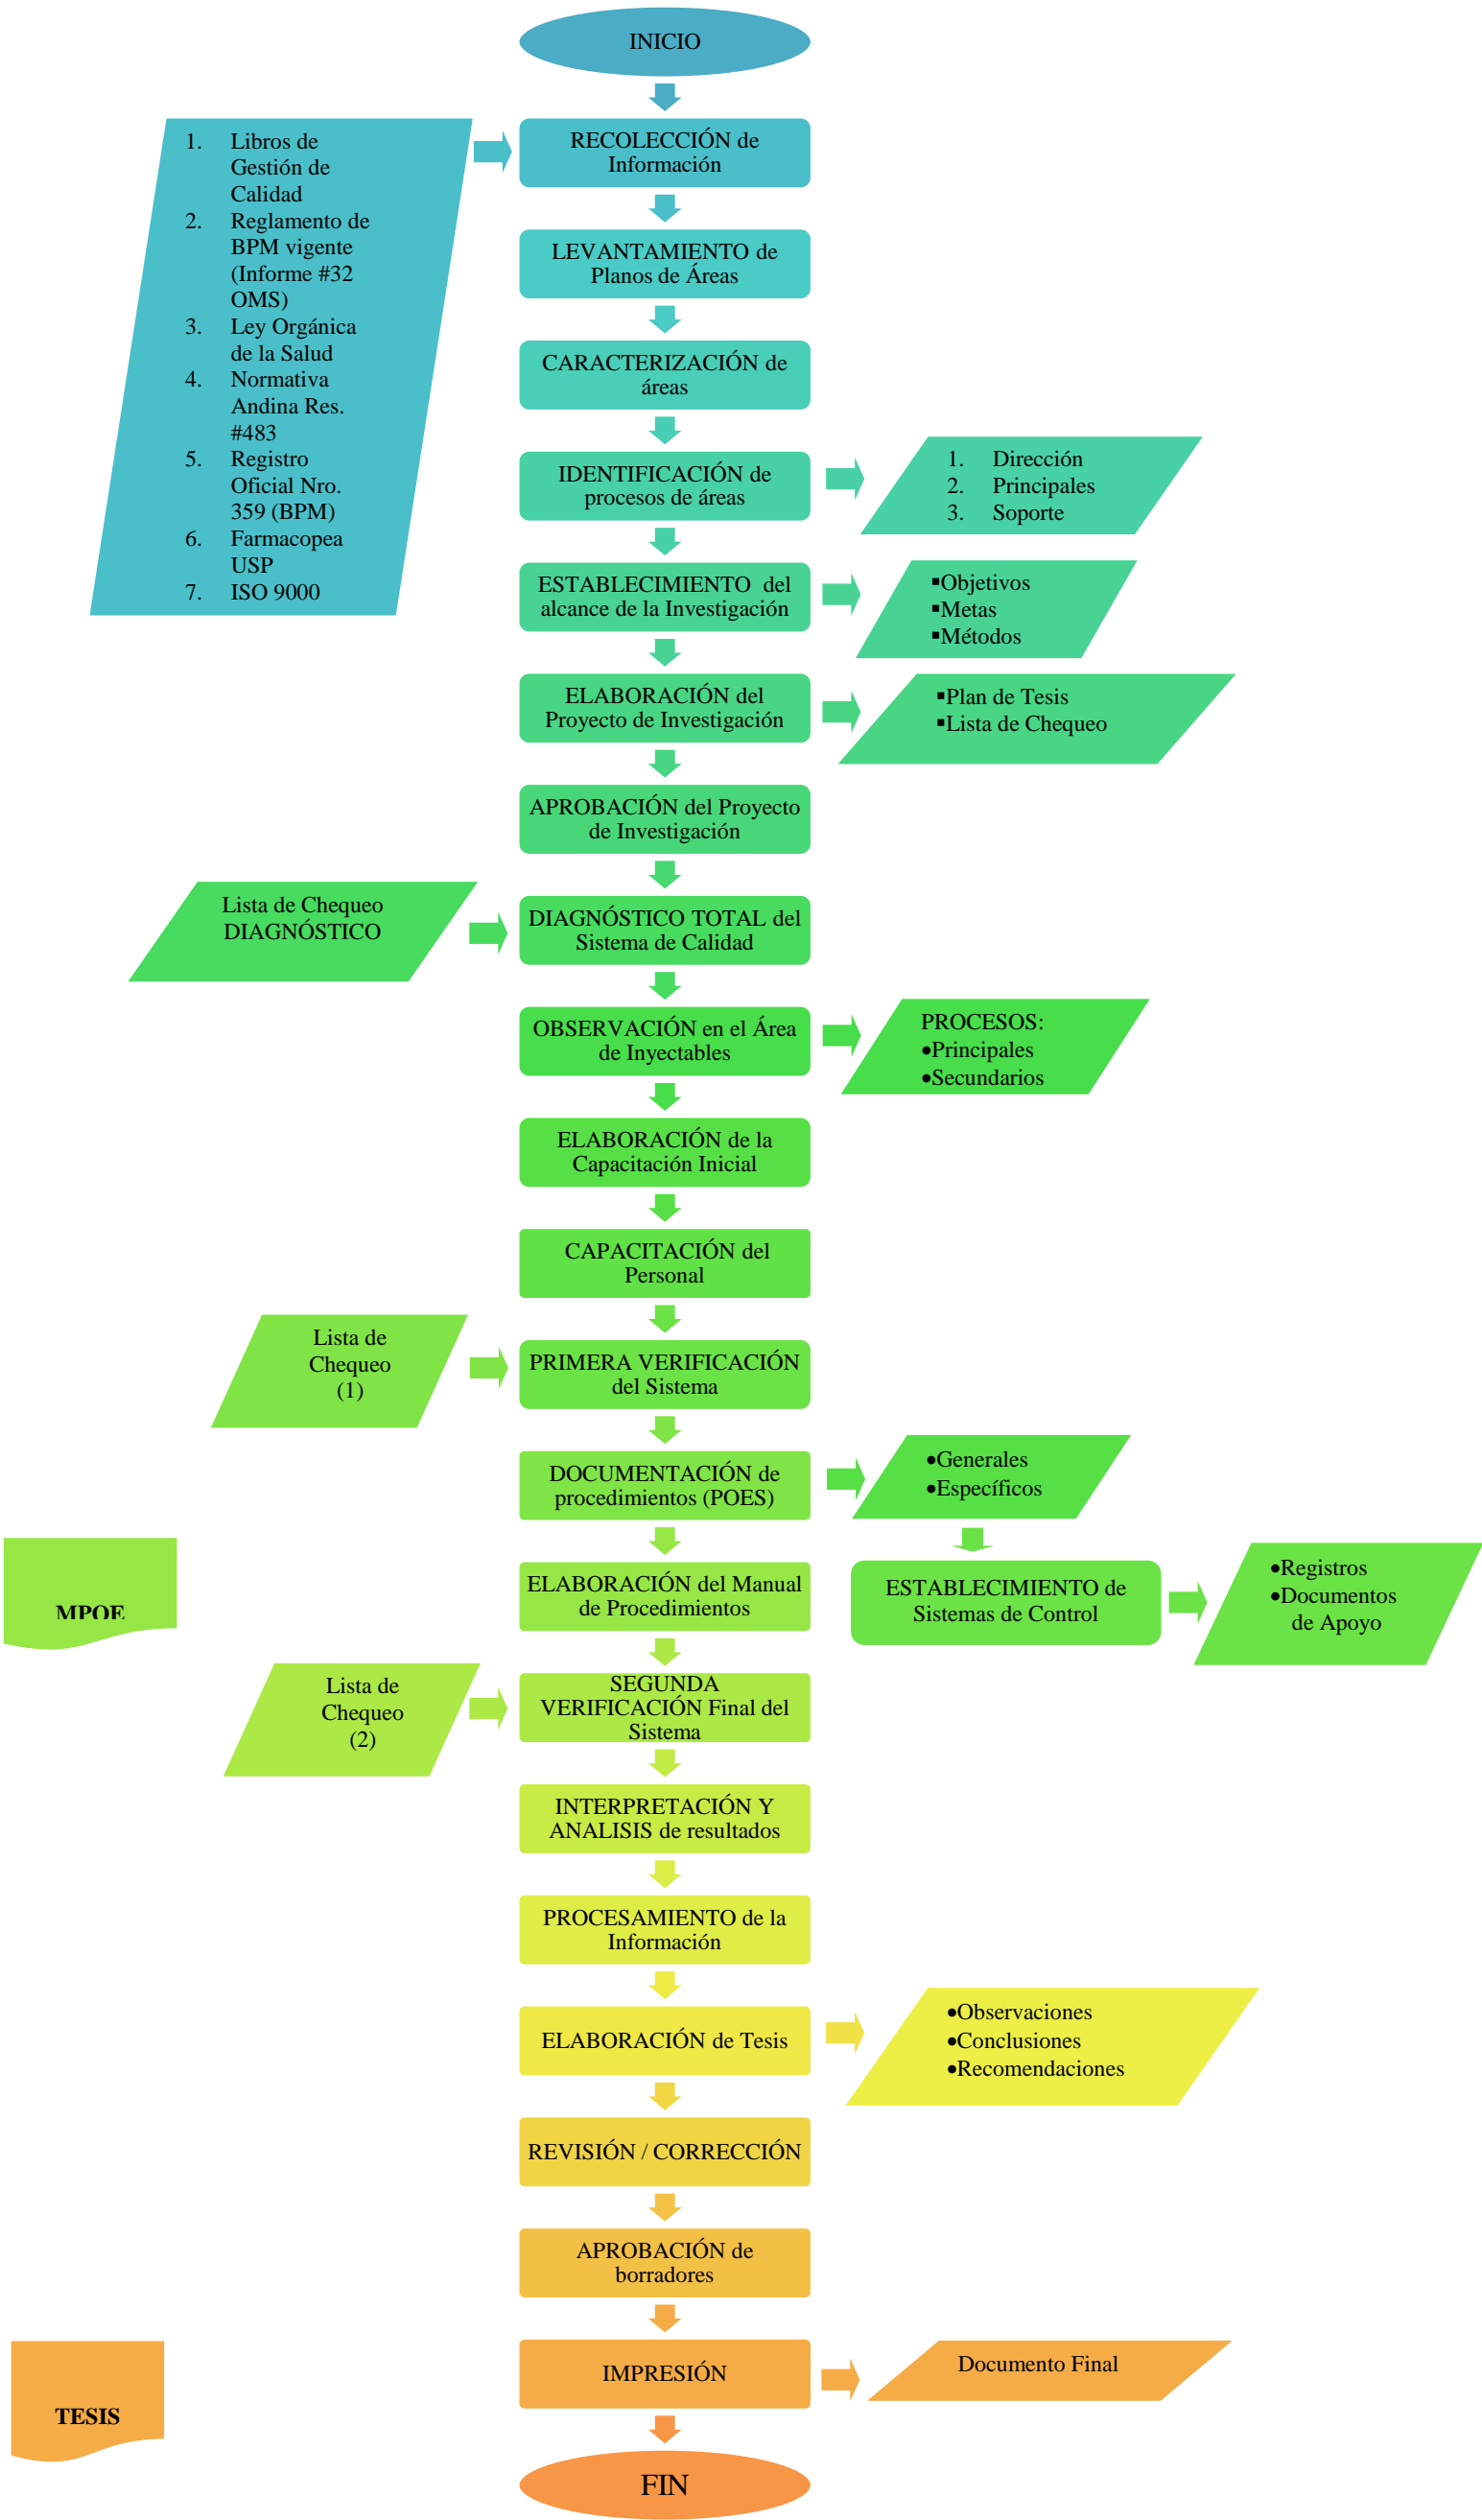 INICIO
RECOLECCIÓN de
Información
1. Libros de
Gestión de
Calidad
2. Reglamento de
BPM vigente
(Informe #32
OMS)
3. Ley Orgánica
de la Salud
4. Normativa
Andina Res.
#483
5. Registro
Oficial Nro.
359 (BPM)
6. Farmacopea
USP
7. ISO 9000
LEVANTAMIENTO de
Planos de Áreas
CARACTERIZACIÓN de
áreas
IDENTIFICACIÓN de
procesos de áreas
1. Dirección
2. Principales
3. Soporte
ESTABLECIMIENTO del
alcance de la Investigación
▪Objetivos
▪Metas
▪Métodos
ELABORACIÓN del
Proyecto de Investigación
▪Plan de Tesis
▪Lista de Chequeo
APROBACIÓN del Proyecto
de Investigación
Lista de Chequeo
DIAGNÓSTICO
DIAGNÓSTICO TOTAL del
Sistema de Calidad
OBSERVACIÓN en el Área
de Inyectables
PROCESOS:
•Principales
•Secundarios
ELABORACIÓN de la
Capacitación Inicial
CAPACITACIÓN del
Personal
Lista de
Chequeo
(1)
PRIMERA VERIFICACIÓN
del Sistema
DOCUMENTACIÓN de
procedimientos (POES)
•Generales
•Específicos
MPOE
ELABORACIÓN del Manual
de Procedimientos
ESTABLECIMIENTO de
Sistemas de Control
•Registros
•Documentos
de Apoyo
Lista de
Chequeo
(2)
SEGUNDA
VERIFICACIÓN Final del
Sistema
INTERPRETACIÓN Y
ANALISIS de resultados
PROCESAMIENTO de la
Información
ELABORACIÓN de Tesis
•Observaciones
•Conclusiones
•Recomendaciones
REVISIÓN / CORRECCIÓN
APROBACIÓN de
borradores
IMPRESIÓN
Documento Final
TESIS
FIN